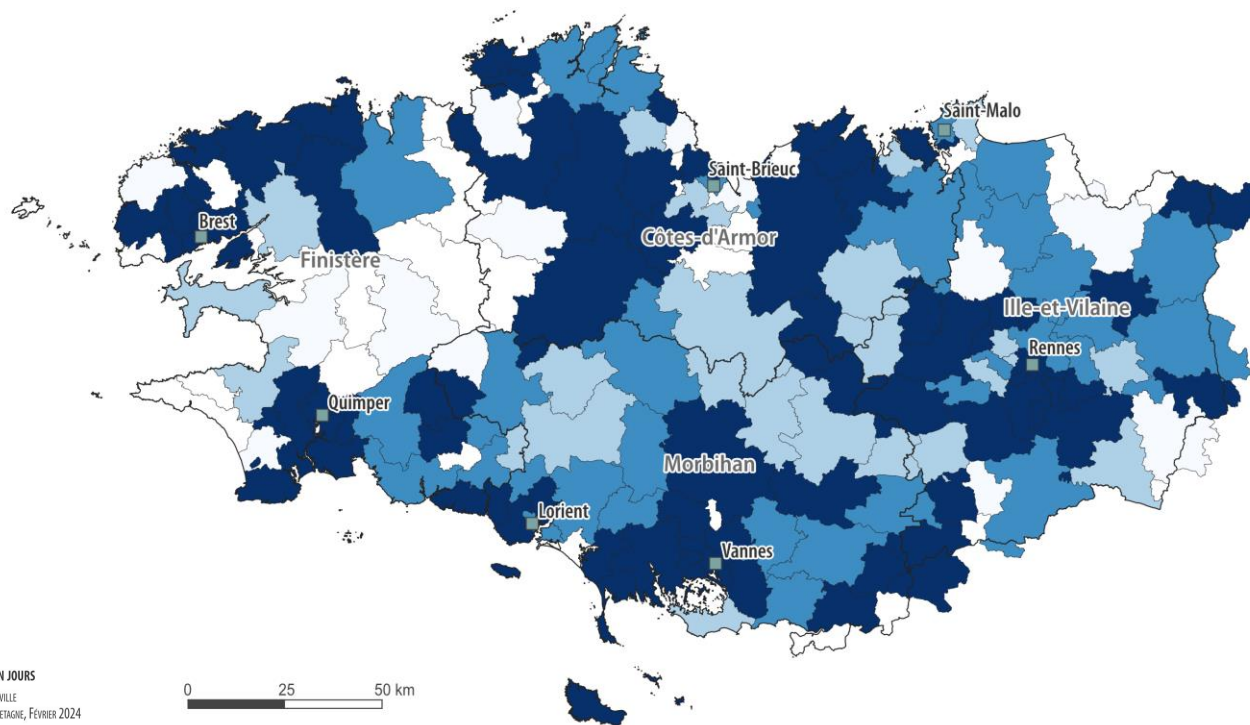 Saint-Malo
Saint-Brieuc
Brest
Côtes-d'Armor
Finistère
Ille-et-Vilaine
Rennes
Quimper
Morbihan
Lorient
Vannes
N JOURS
VILLE
ETAGNE, FÉVRIER 2024
0 25 50 km